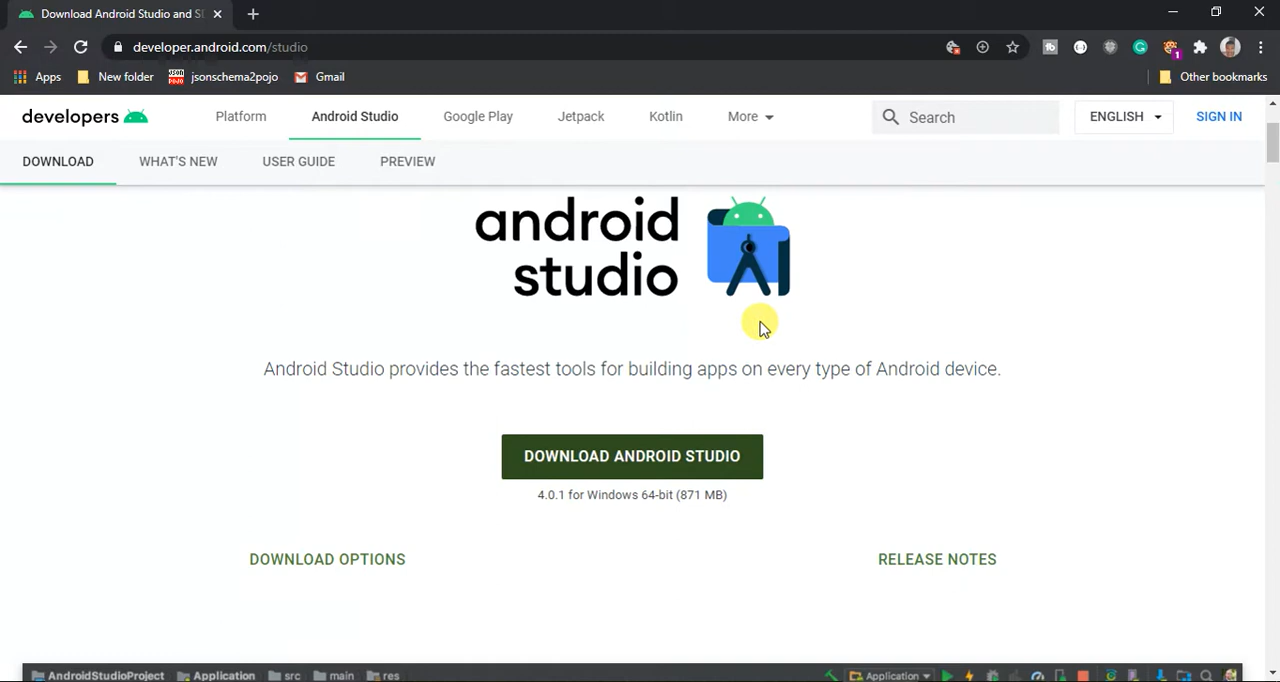 Download Android Studio and S
developer.android.com/studio
1
Apps New folder JSON POJO jsonschema2pojo Gmail Other bookmarks
developers Platform Android Studio Google Play Jetpack Kotlin More Search ENGLISH SIGN IN
DOWNLOAD WHAT'S NEW USER GUIDE PREVIEW
android
studio
Android Studio provides the fastest tools for building apps on every type of Android device.
DOWNLOAD ANDROID STUDIO
4.0.1 for Windows 64-bit (871 MB)
DOWNLOAD OPTIONS RELEASE NOTES
AndroidStudioProject Application src main res Application